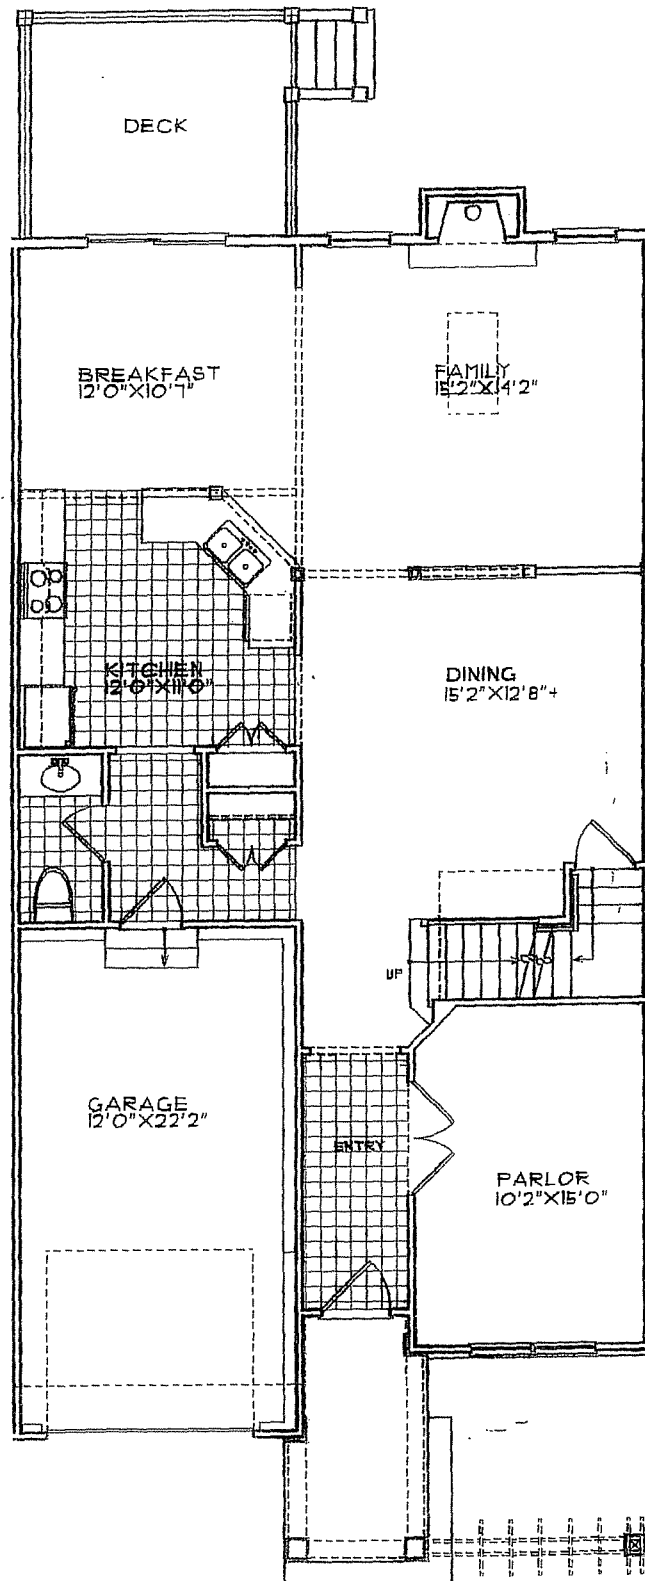 DECK
BREAKFAST
12'0"X10'7"
FAMILY
15'2"X14'2"
KITCHEN
12'0"X11'0"
DINING
15'2"X12'8"+
UP
GARAGE
12'0"X22'2"
ENTRY
PARLOR
10'2"X15'0"